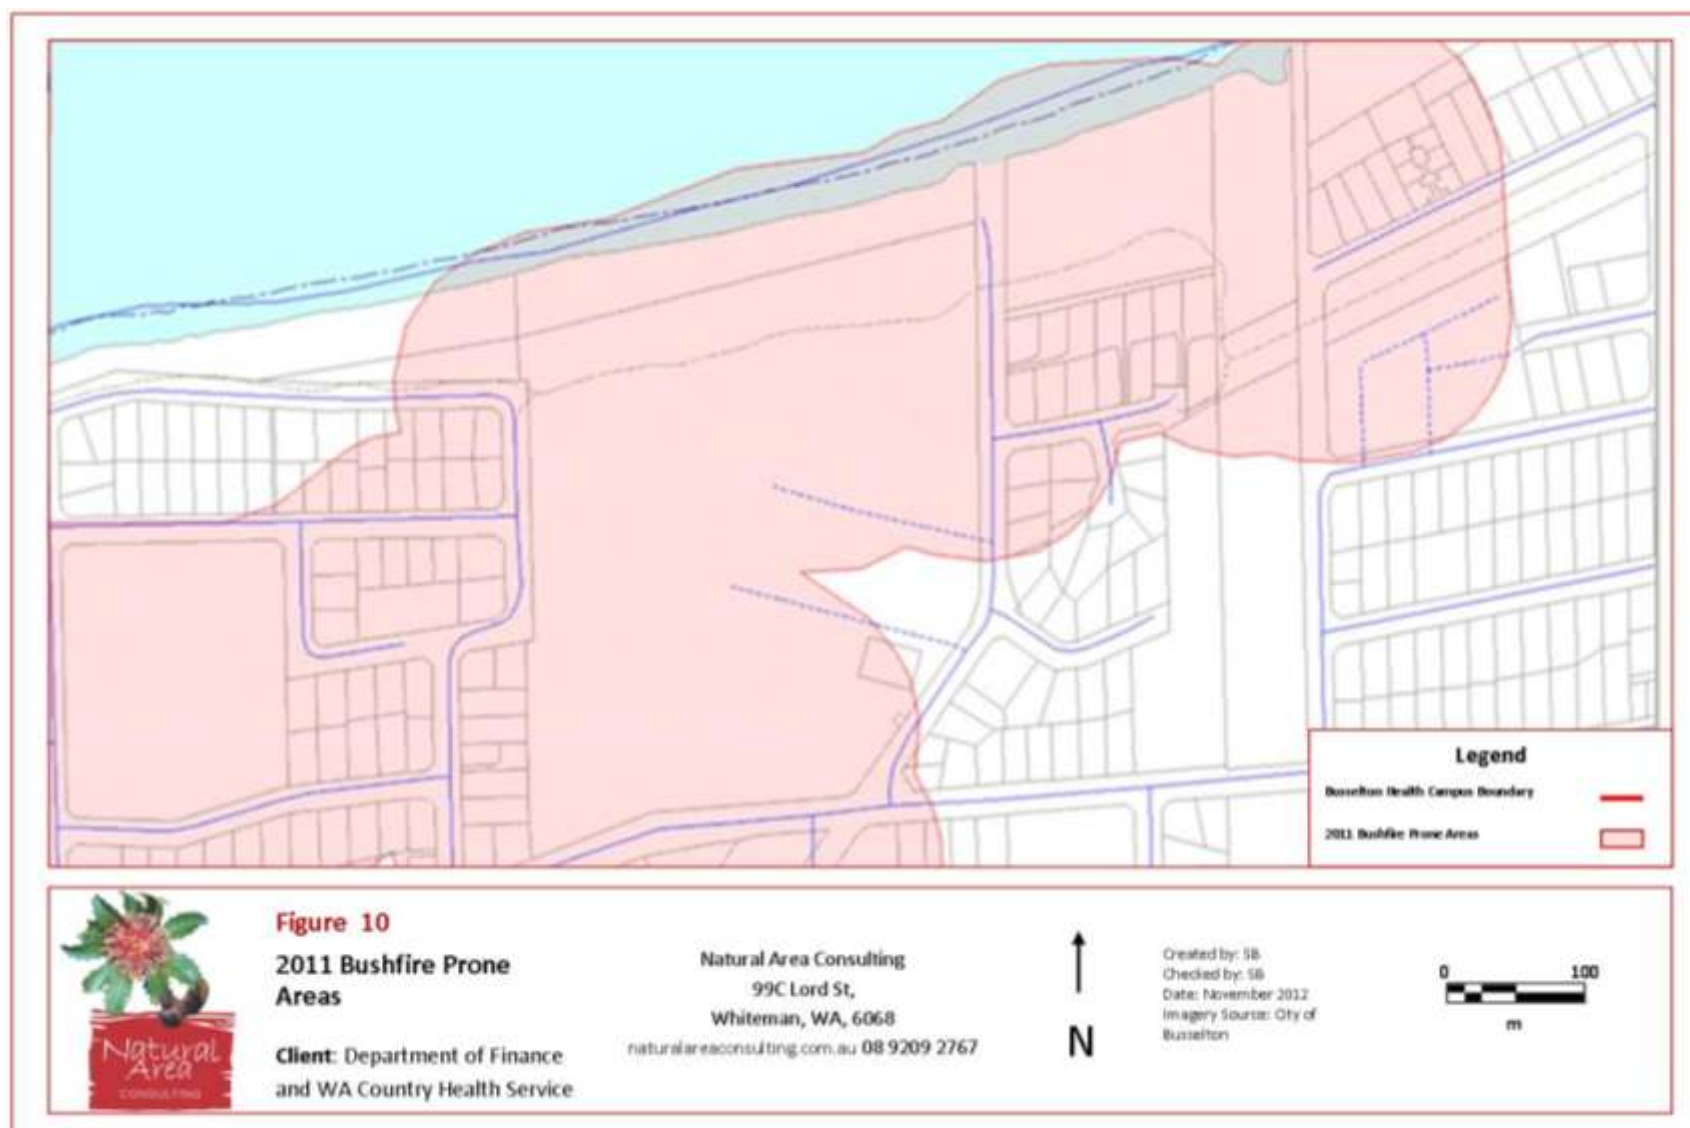 Legend
Busselton Health Campus Boundary
2011 Bushfire Prone Areas
Figure 10
2011 Bushfire Prone
Areas
Client: Department of Finance
and WA Country Health Service
Natural Area Consulting
99C Lord St,
Whiteman, WA, 6068
naturalareaconsulting.com.au 08 9209 2767
N
Created by: SB
Checked by: SB
Date: November 2012
Imagery Source: City of
Busselton
0 100
m
Natural
Area
CONSULTING